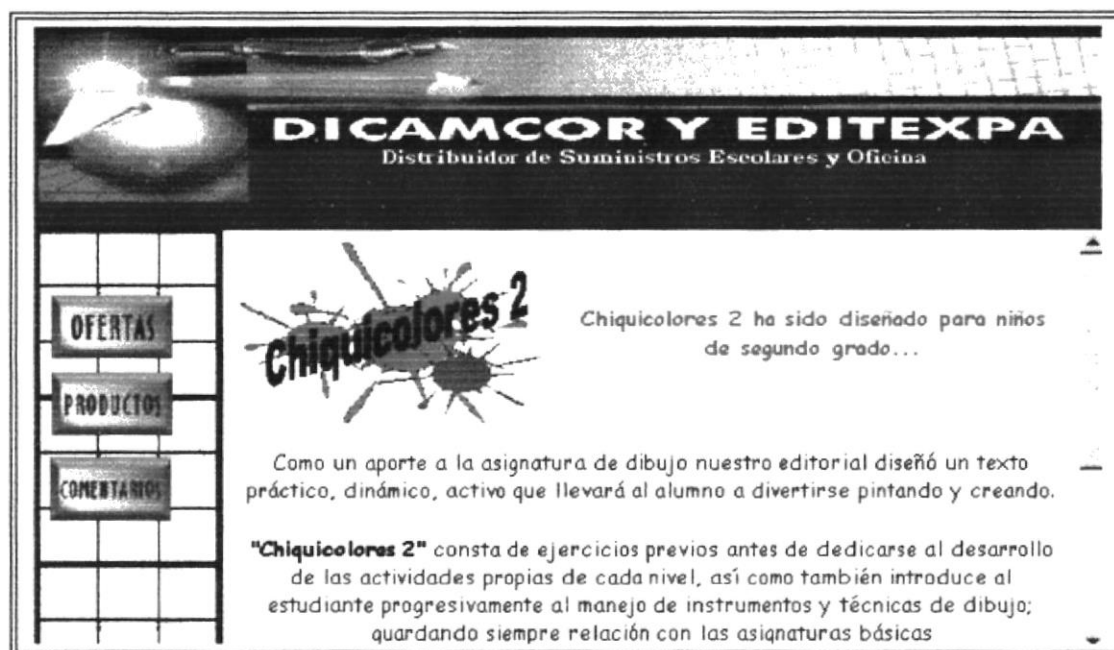 DICAMCOR Y EDITEXPA
Distribuidor de Suministros Escolares y Oficina
OFERTAS
PRODUCTOS
COMENTARIOS
Chiquicolores 2
Chiquicolores 2 ha sido diseñado para niños
de segundo grado...
Como un aporte a la asignatura de dibujo nuestro editorial diseñó un texto
práctico, dinámico, activo que llevará al alumno a divertirse pintando y creando.
"Chiquicolores 2" consta de ejercicios previos antes de dedicarse al desarrollo
de las actividades propias de cada nivel, así como también introduce al
estudiante progresivamente al manejo de instrumentos y técnicas de dibujo;
guardando siempre relación con las asignaturas básicas